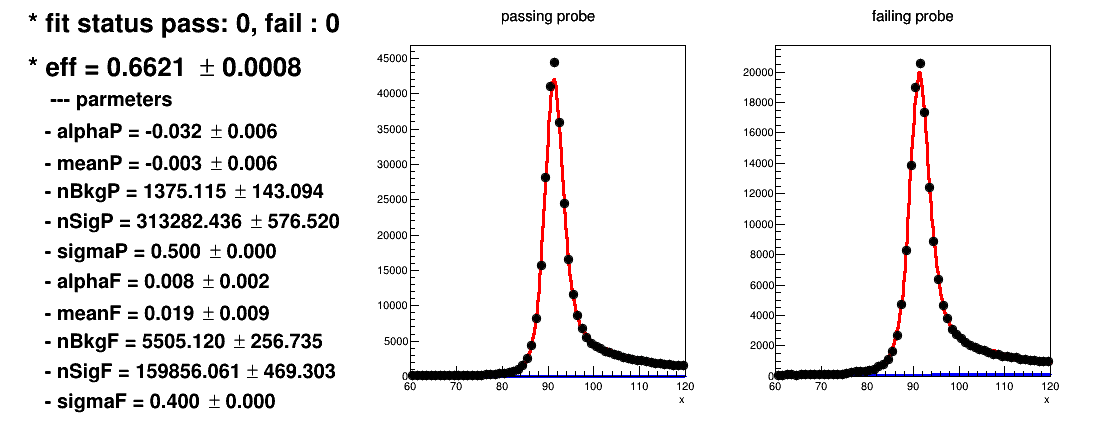 * fit status pass: 0, fail : 0
* eff = 0.6621 ± 0.0008
--- parmeters
- alphaP = -0.032 ± 0.006
- meanP = -0.003 ± 0.006
- nBkgP = 1375.115 ± 143.094
- nSigP = 313282.436 ± 576.520
- sigmaP = 0.500 ± 0.000
- alphaF = 0.008 ± 0.002
- meanF = 0.019 ± 0.009
- nBkgF = 5505.120 ± 256.735
- nSigF = 159856.061 ± 469.303
- sigmaF = 0.400 ± 0.000
passing probe
45000
40000
35000
30000
25000
20000
15000
10000
5000
0
60 70 80 90 100 110 120
x
failing probe
20000
18000
16000
14000
12000
10000
8000
6000
4000
2000
0
60 70 80 90 100 110 120
x